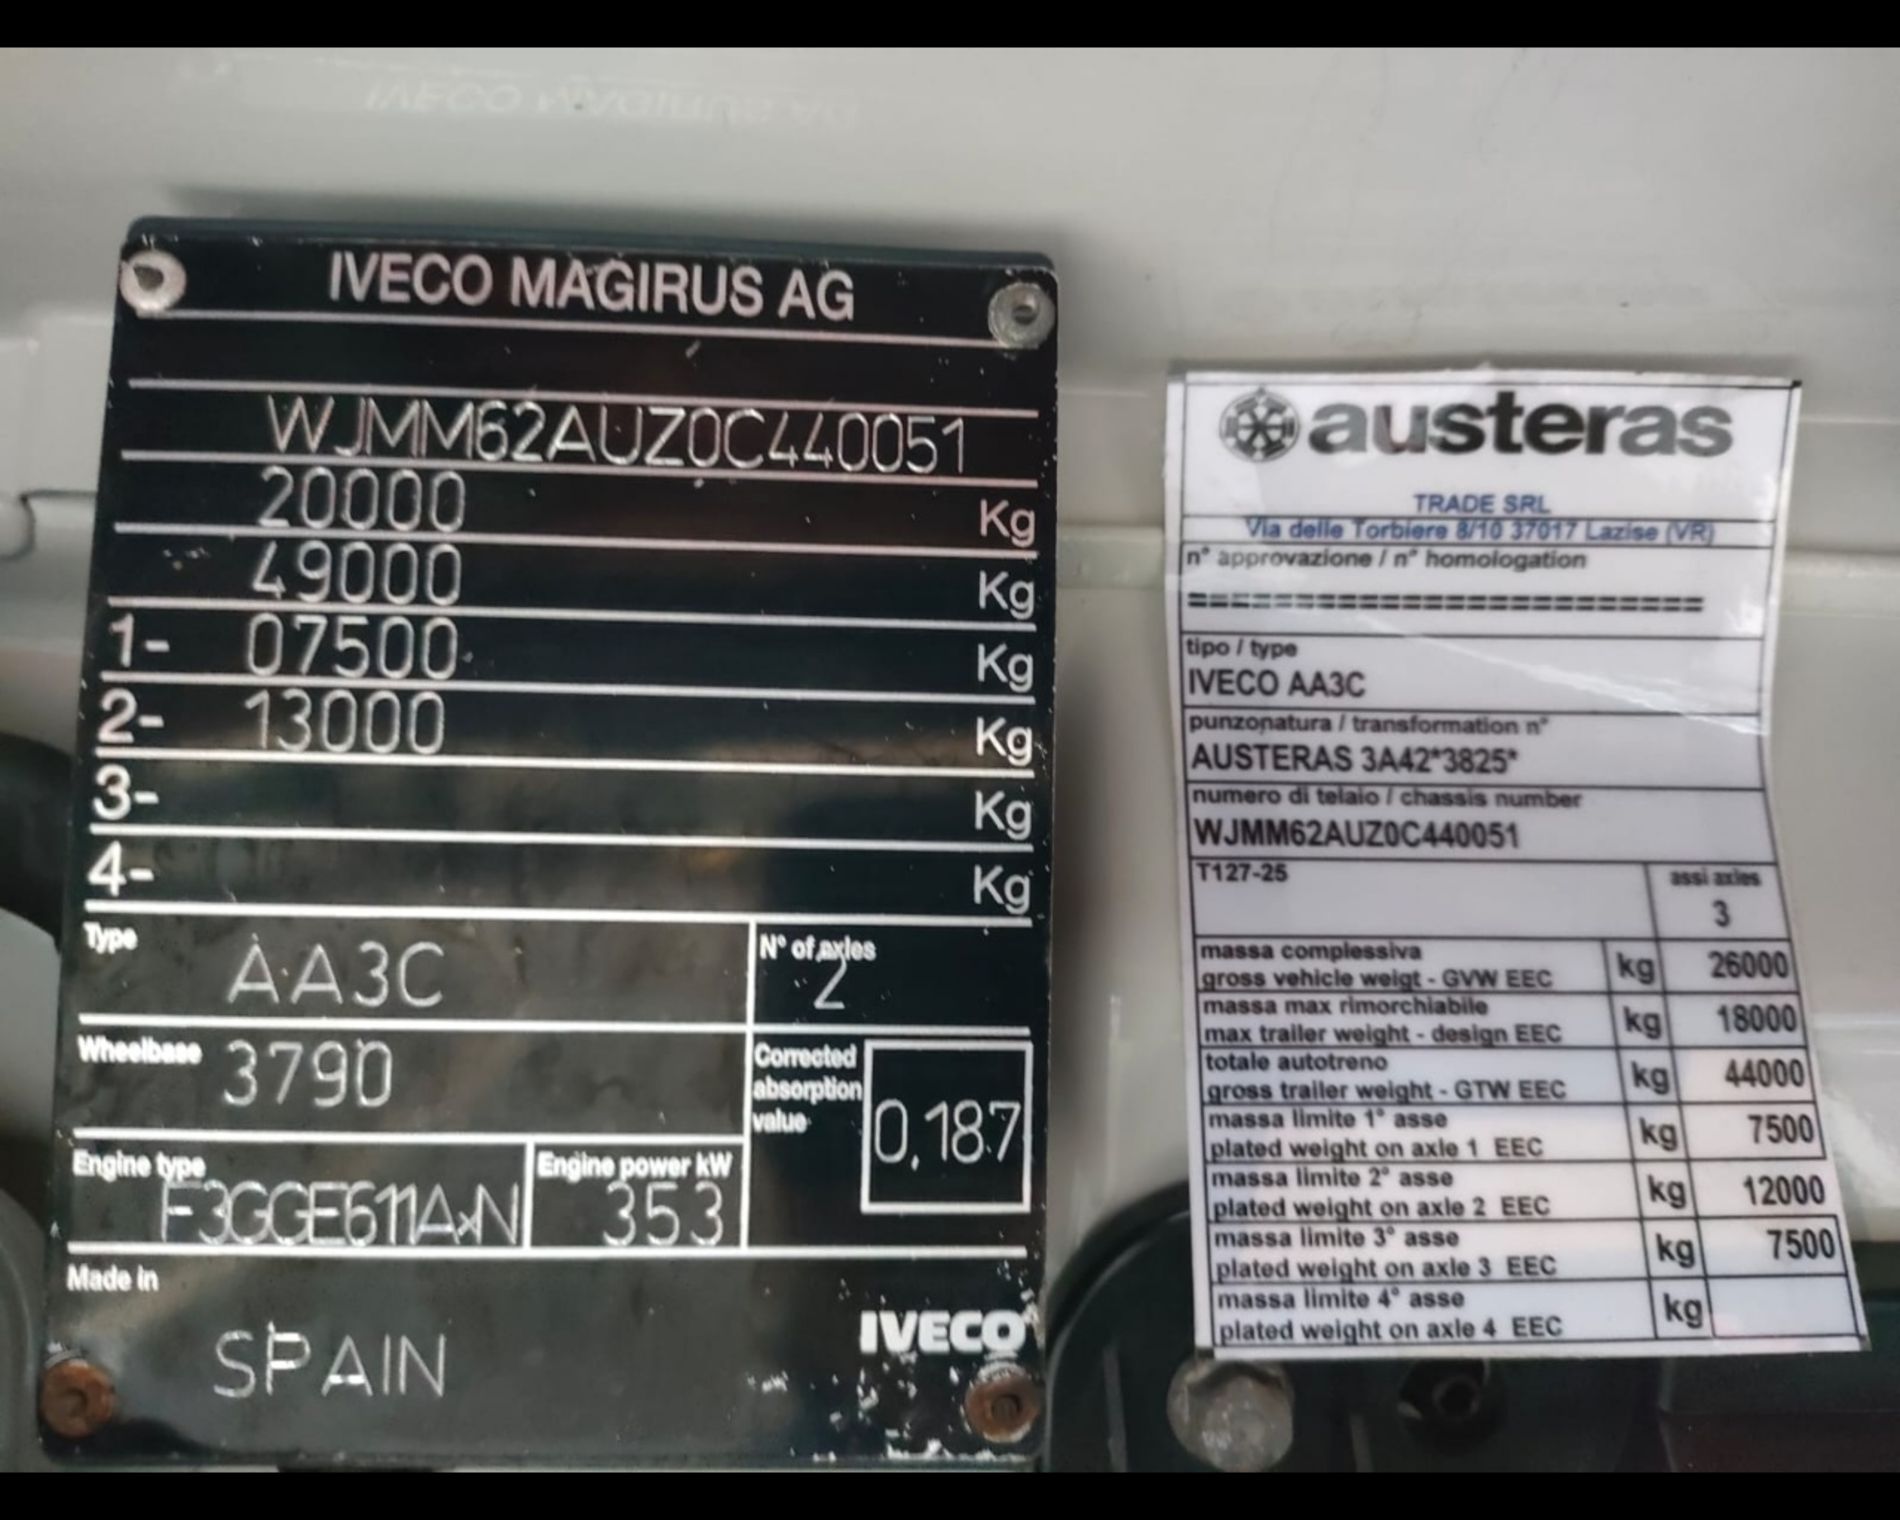 IVECO MAGIRUS AG
WJMM62AUZ0C440051
20000 Kg
49000 Kg
1- 07500 Kg
2- 13000 Kg
3- Kg
4- Kg
Type AA3C
N° of axles 2
Wheelbase 3790
Corrected
absorption
value
0,187
Engine type
F3GGE611A*N
Engine power kW
353
Made in
SPAIN
IVECO
austeras
TRADE SRL
Via delle Torbiere 8/10 37017 Lazise (VR)
n° approvazione / n° homologation
========================
tipo / type
IVECO AA3C
punzonatura / transformation n°
AUSTERAS 3A42*3825*
numero di telaio / chassis number
WJMM62AUZ0C440051
T127-25
assi axles
3
massa complessiva
gross vehicle weigt - GVW EEC kg 26000
massa max rimorchiabile
max trailer weight - design EEC kg 18000
totale autotreno
gross trailer weight - GTW EEC kg 44000
massa limite 1° asse
plated weight on axle 1 EEC kg 7500
massa limite 2° asse
plated weight on axle 2 EEC kg 12000
massa limite 3° asse
plated weight on axle 3 EEC kg 7500
massa limite 4° asse
plated weight on axle 4 EEC kg